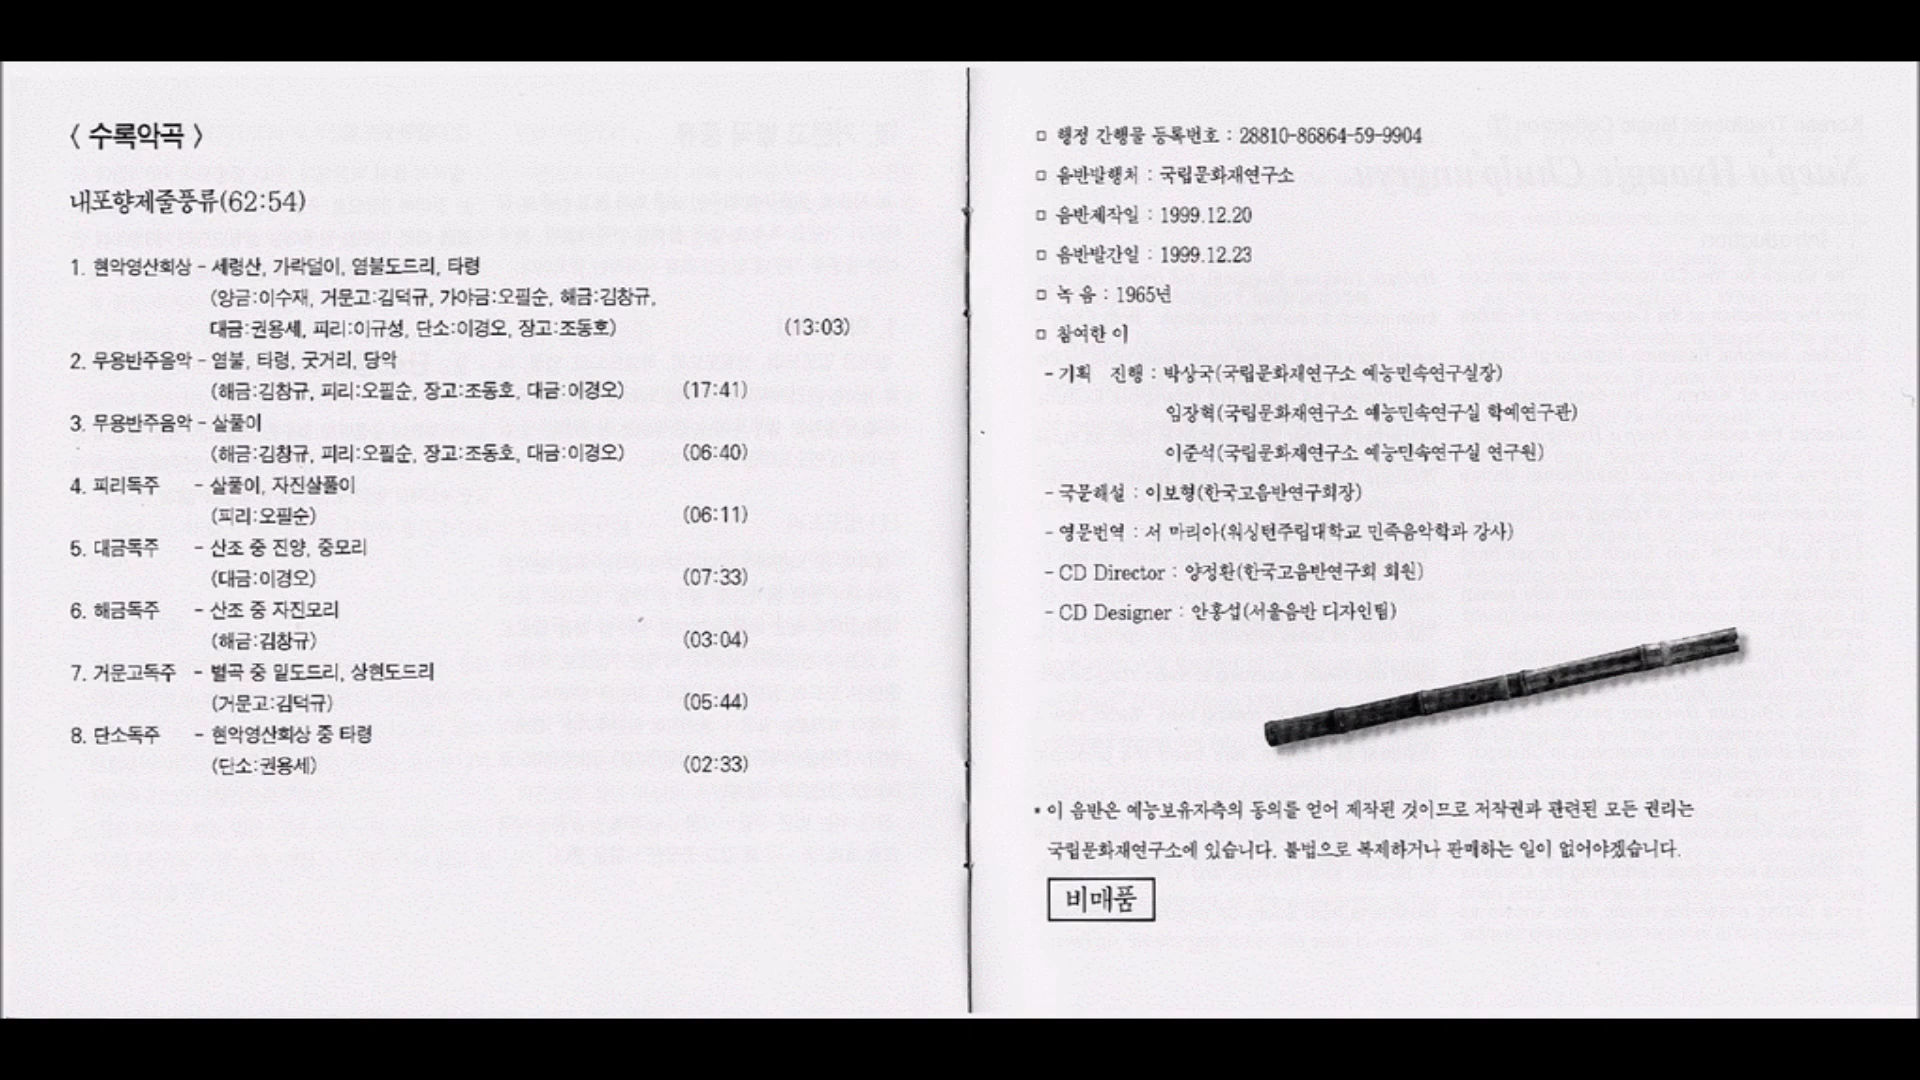 < 수록악곡 >
내포향제줄풍류(62:54)
1. 현악영산회상 - 세령산, 가락덜이, 염불도드리, 타령
(양금:이수재, 거문고:김덕규, 가야금:오필순, 해금:김창규,
대금:권용세, 피리:이규성, 단소:이경오, 장고:조동호) (13:03)
2. 무용반주음악 - 염불, 타령, 굿거리, 당악
(해금:김창규, 피리:오필순, 장고:조동호, 대금:이경오) (17:41)
3. 무용반주음악 - 살풀이
(해금:김창규, 피리:오필순, 장고:조동호, 대금:이경오) (06:40)
4. 피리독주 - 살풀이, 자진살풀이
(피리:오필순) (06:11)
5. 대금독주 - 산조 중 진양, 중모리
(대금:이경오) (07:33)
6. 해금독주 - 산조 중 자진모리
(해금:김창규) (03:04)
7. 거문고독주 - 별곡 중 밑도드리, 상현도드리
(거문고:김덕규) (05:44)
8. 단소독주 - 현악영산회상 중 타령
(단소:권용세) (02:33)
□ 행정 간행물 등록번호 : 28810-86864-59-9904
□ 음반발행처 : 국립문화재연구소
□ 음반제작일 : 1999.12.20
□ 음반발간일 : 1999.12.23
□ 녹 음 : 1965년
□ 참여한 이
- 기획 진행 : 박상국(국립문화재연구소 예능민속연구실장)
임장혁(국립문화재연구소 예능민속연구실 학예연구관)
이준석(국립문화재연구소 예능민속연구실 연구원)
- 국문해설 : 이보형(한국고음반연구회장)
- 영문번역 : 서 마리아(워싱턴주립대학교 민족음악학과 강사)
- CD Director : 양정환(한국고음반연구회 회원)
- CD Designer : 안홍섭(서울음반 디자인팀)
* 이 음반은 예능보유자측의 동의를 얻어 제작된 것이므로 저작권과 관련된 모든 권리는
국립문화재연구소에 있습니다. 불법으로 복제하거나 판매하는 일이 없어야겠습니다.
비매품